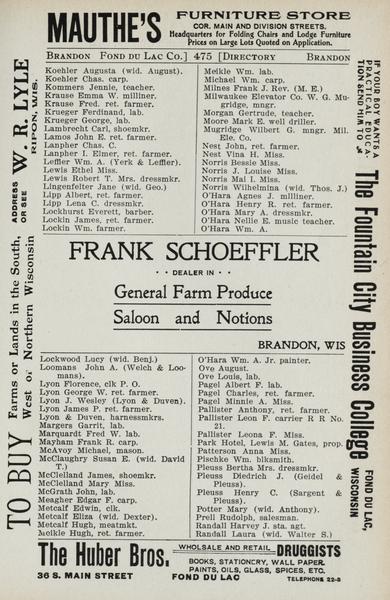 MAUTHE'S
FURNITURE STORE
COR. MAIN AND DIVISION STREETS.
Headquarters for Folding Chairs and Lodge Furniture
Prices on Large Lots Quoted on Application.
BRANDON FOND DU LAC CO.] 475 [DIRECTORY BRANDON
Koehler Augusta (wid. August).
Koehler Chas. carp.
Kommers Jennie, teacher.
Krause Emma W. milliner.
Krause Fred. ret. farmer.
Krueger Ferdinand, lab.
Krueger George, lab.
Lambrecht Carl, shoemkr.
Lamos John E. ret. farmer.
Lanpher Chas. C.
Lanpher I. Elmer, ret. farmer.
Leffler Wm. A. (Yerk & Leffler).
Lewis Ethel Miss.
Lewis Robert T. Mrs. dressmkr.
Lingenfelter Jane (wid. Geo.)
Lipp Albert, ret. farmer.
Lipp Lena C. dressmkr.
Lockhurst Everett, barber.
Lockin James, ret. farmer.
Lockin Wm. farmer.
Meikle Wm. lab.
Michael Wm. carp.
Milnes Frank J. Rev. (M. E.)
Milwaukee Elevator Co. W. G. Mu-
gridge, mngr.
Morgan Gertrude, teacher.
Moore Mark E. well driller.
Mugridge Wilbert G. mngr. Mil.
Ele. Co.
Nest John, ret. farmer.
Nest Vina H. Miss.
Norris Bessie Miss.
Norris J. Louise Miss.
Norris Mai I. Miss.
Norris Wilhelmina (wid. Thos. J.)
O'Hara Agnes J. milliner.
O'Hara Henry R. ret. farmer.
O'Hara Mary A. dressmkr.
O'Hara Nellie E. music teacher.
O'Hara Wm. A.
FRANK SCHOEFFLER
· · DEALER IN · ·
General Farm Produce
Saloon and Notions
BRANDON, WIS
Lockwood Lucy (wid. Benj.)
Loomans John A. (Welch & Loo-
mans).
Lyon Florence, clk P. O.
Lyon George W. ret. farmer.
Lyon J. Wesley (Lyon & Duven).
Lyon James P. ret. farmer.
Lyon & Duven, harnessmkrs.
Margers Garrit, lab.
Marquardt Fred W. lab.
Mayham Frank R. carp.
McAvoy Michael, mason.
McClaughry Susan E. (wid. David
T.)
McClelland James, shoemkr.
McClelland Mary Miss.
McGrath John, lab.
Meagher Edgar F. carp.
Metcalf Edwin, clk.
Metcalf Eliza (wid. Dexter).
Metcalf Hugh, meatmkt.
Meikle Hugh, ret. farmer.
O'Hara Wm. A. Jr. painter.
Ove August.
Ove Louis, lab.
Pagel Albert F. lab.
Pagel Charles, ret. farmer.
Pagel Minnie A. Miss.
Pallister Anthony, ret. farmer.
Pallister Leon F. carrier R R No.
21.
Pallister Leona F. Miss.
Park Hotel, Lewis M. Gates, prop.
Patterson Anna Miss.
Pischke Wm. blksmith.
Pleuss Bertha Mrs. dressmkr.
Pleuss Diedrich J. (Geidel &
Pleuss).
Pleuss Henry C. (Sargent &
Pleuss).
Potter Mary (wid. Anthony).
Prell Rudolph, salesman.
Randall Harvey J. sta. agt.
Randall Laura (wid. Walter S.)
TO BUY
Farms or Lands in the South,
West or Northern Wisconsin
ADDRESS
OR SEE
W. R. LYLE
RIPON, WIS.
IF YOUR BOY WANTS A
PRACTICAL EDUCA-
TION SEND HIM TO
The Fountain City Business College
FOND DU LAC,
WISCONSIN
The Huber Bros.
36 S. MAIN STREET
WHOLESALE AND RETAIL DRUGGISTS
BOOKS, STATIONERY, WALL PAPER.
PAINTS, OILS, GLASS, SPICES, ETC.
FOND DU LAC
TELEPHONE 22-3